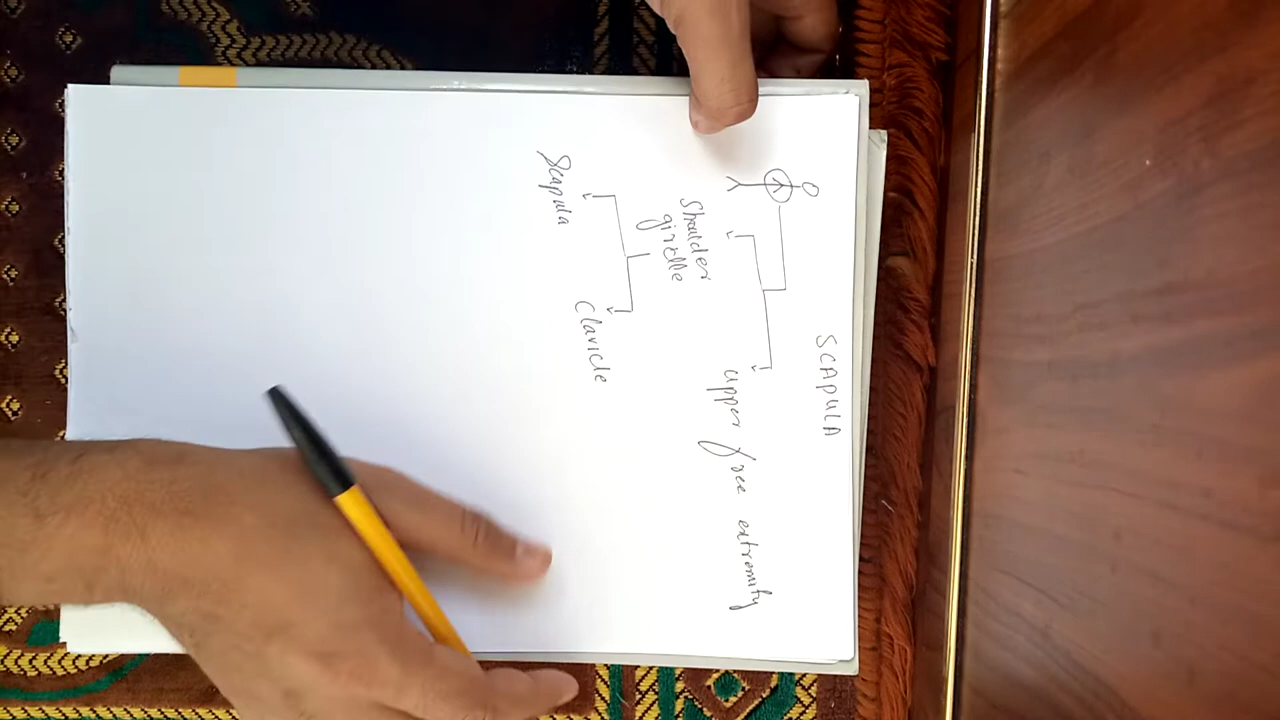 SCAPULA
upper free extremity
Shoulder
girdle
Scapula
Clavicle